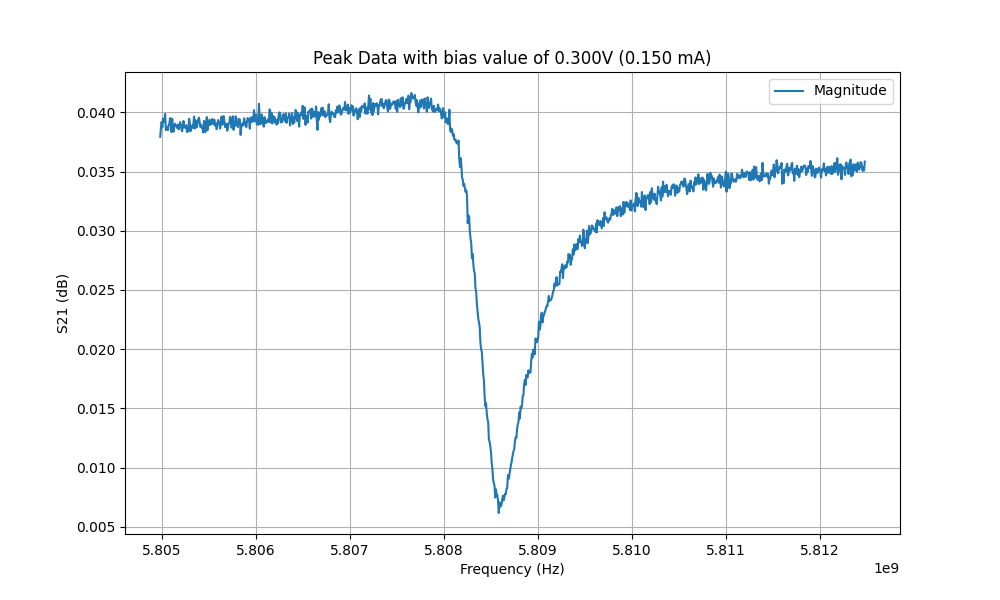 Peak Data with bias value of 0.300V (0.150 mA)
Magnitude
0.040
0.035
0.030
0.025
0.020
0.015
0.010
0.005
S21 (dB)
5.805 5.806 5.807 5.808 5.809 5.810 5.811 5.812
Frequency (Hz)
1e9